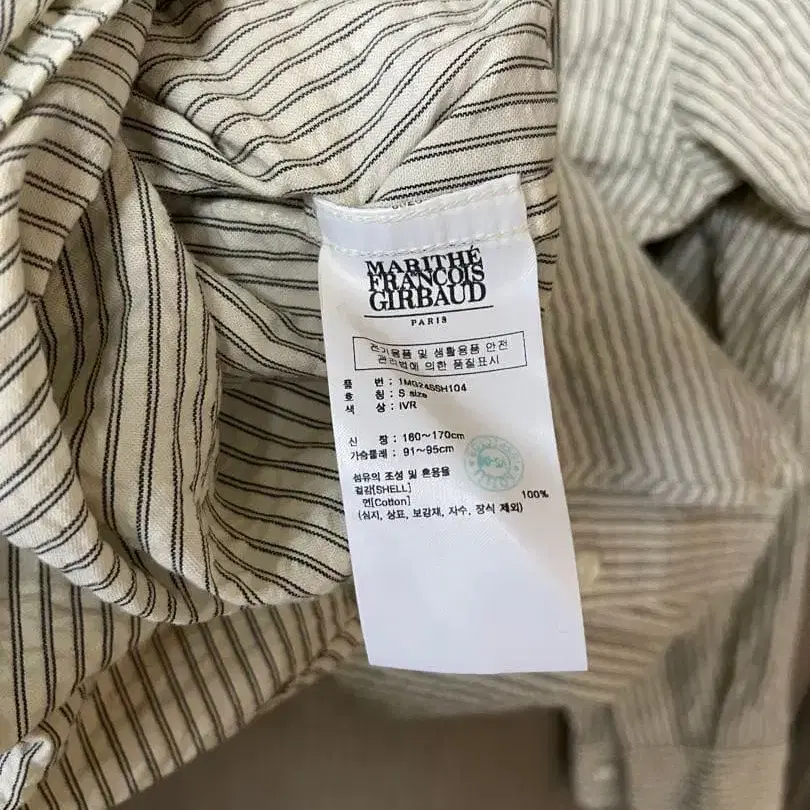 MARITHÉ
FRANCOIS
GIRBAUD
PARIS
전기용품 및 생활용품 안전
관리법에 의한 품질표시
품 번 : 1MG24SSH104
호 칭 : S size
색 상 : IVR
신 장 : 160~170cm
가슴둘레 : 91~95cm
섬유의 조성 및 혼용율
겉감[SHELL]
면[Cotton] 100%
(심지, 상표, 보강재, 자수, 장식 제외)